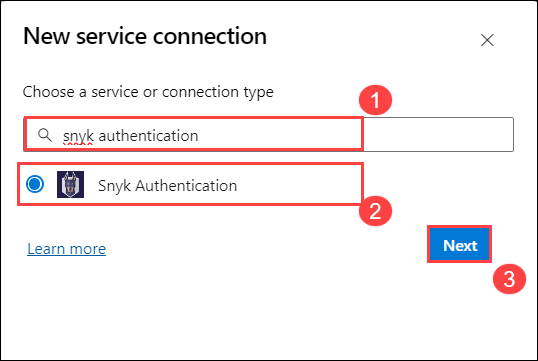 New service connection
Choose a service or connection type
1
snyk authentication
Snyk Authentication
2
Learn more
Next
3